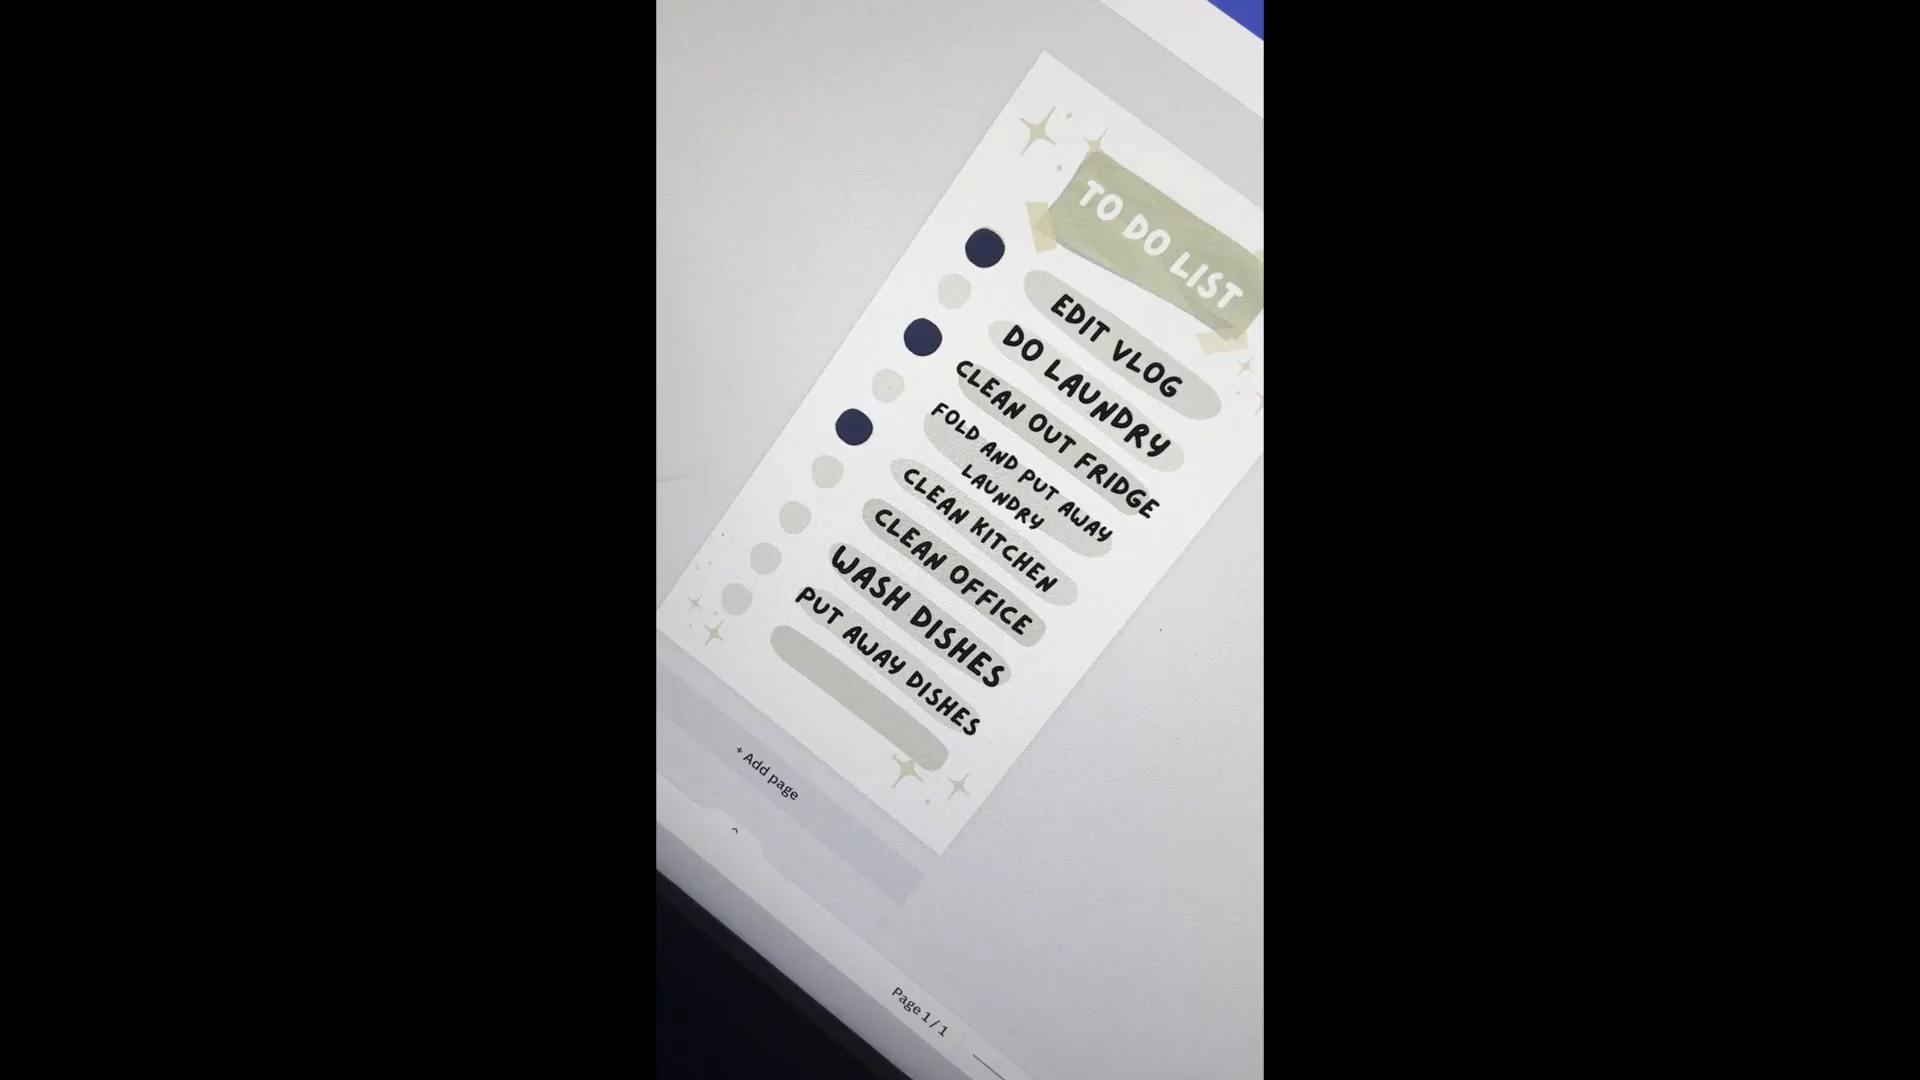 TO DO LIST
EDIT VLOG
DO LAUNDRY
CLEAN OUT FRIDGE
FOLD AND PUT AWAY
LAUNDRY
CLEAN KITCHEN
CLEAN OFFICE
WASH DISHES
PUT AWAY DISHES
+ Add page
Page 1 / 1